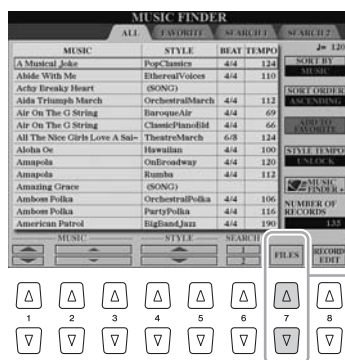 MUSIC FINDER
ALL FAVORITE SEARCH 1 SEARCH 2
MUSIC STYLE BEAT TEMPO
♩= 120
A Musical Joke PopClassics 4/4 124
Abide With Me EtherealVoices 4/4 110
Achy Breaky Heart (SONG)
Aida Triumph March OrchestralMarch 4/4 112
Air On The G String BaroqueAir 4/4 69
Air On The G String ClassicPianoBld 4/4 66
All The Nice Girls Love A Sai~ TheatreMarch 6/8 124
Aloha Oe Hawaiian 4/4 100
Amapola OnBroadway 4/4 120
Amapola Rumba 4/4 112
Amazing Grace (SONG)
Amboss Polka OrchestralPolka 4/4 106
Amboss Polka PartyPolka 4/4 116
American Patrol BigBandJazz 4/4 190
SORT BY
MUSIC
SORT ORDER
ASCENDING
ADD TO
FAVORITE
STYLE TEMPO
UNLOCK
MUSIC
FINDER +
NUMBER OF
RECORDS
135
MUSIC STYLE SEARCH
1
2
FILES
RECORD
EDIT
1 2 3 4 5 6 7 8